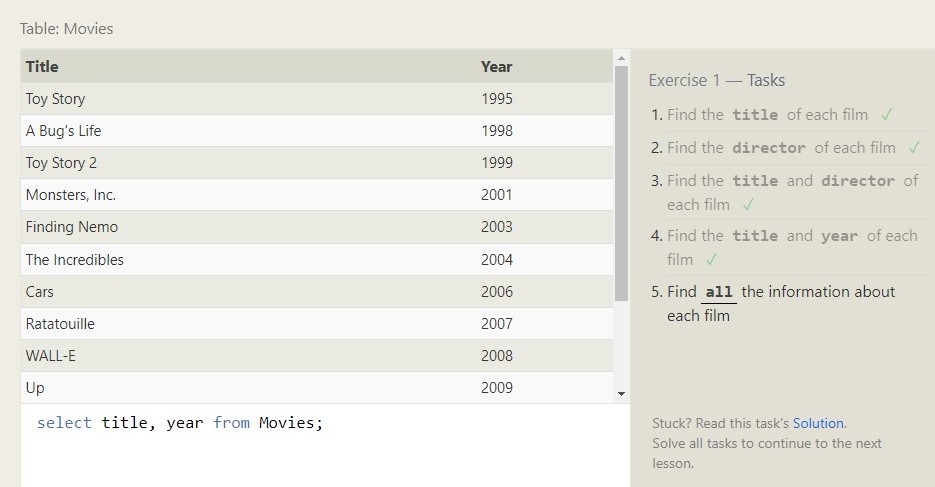 Table: Movies
Title Year
Toy Story 1995
A Bug's Life 1998
Toy Story 2 1999
Monsters, Inc. 2001
Finding Nemo 2003
The Incredibles 2004
Cars 2006
Ratatouille 2007
WALL-E 2008
Up 2009
select title, year from Movies;
Exercise 1 — Tasks
1. Find the title of each film ✓
2. Find the director of each film ✓
3. Find the title and director of
each film ✓
4. Find the title and year of each
film ✓
5. Find all the information about
each film
Stuck? Read this task's Solution.
Solve all tasks to continue to the next
lesson.